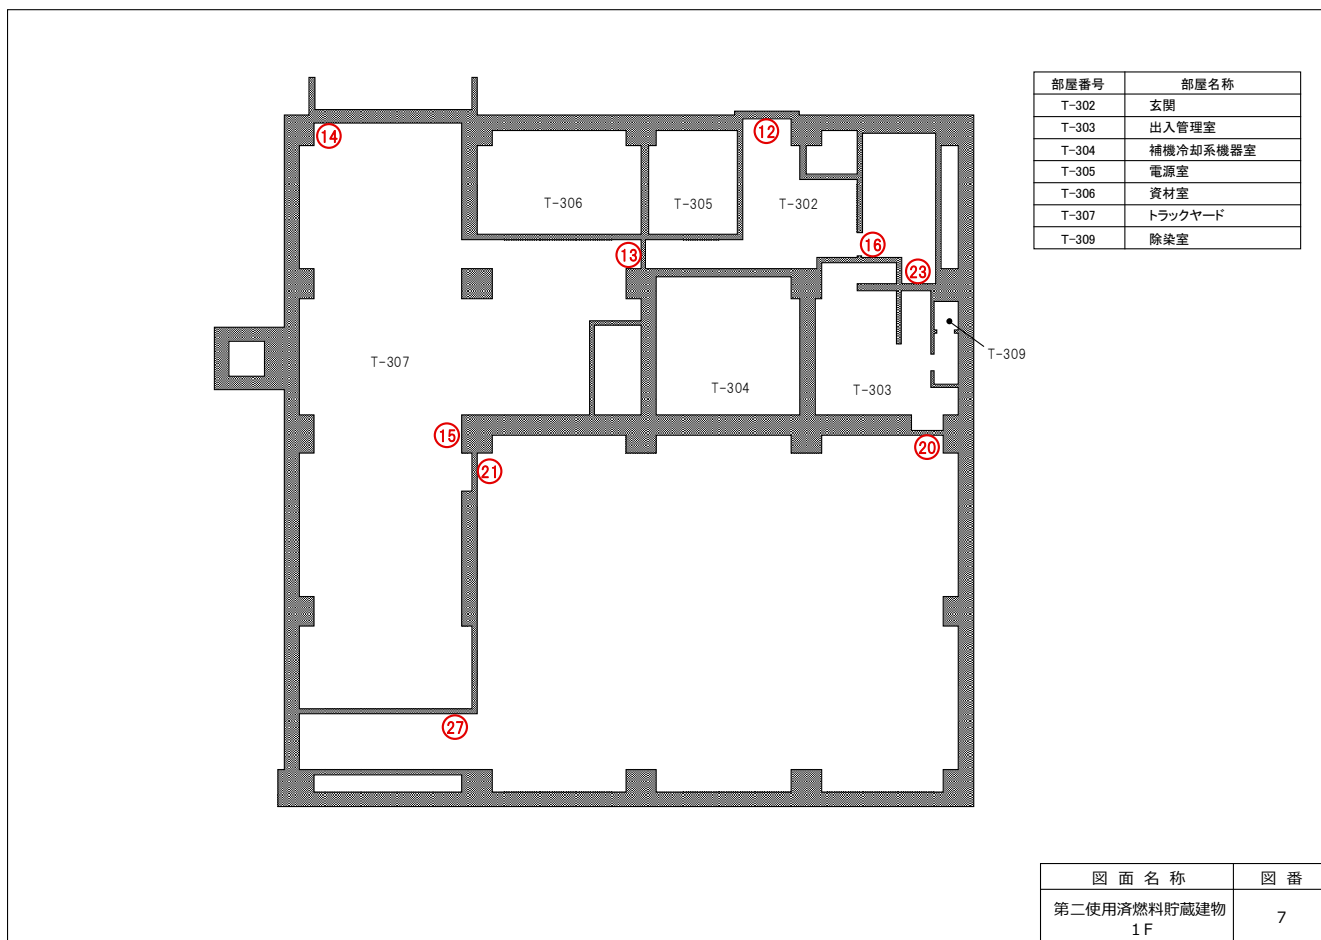 部屋番号 部屋名称
T-302 玄関
T-303 出入管理室
T-304 補機冷却系機器室
T-305 電源室
T-306 資材室
T-307 トラックヤード
T-309 除染室
⑭
⑫
T-306
T-305
T-302
⑬
⑯
㉓
T-309
T-307
T-304
T-303
⑮
⑳
㉑
㉗
図面名称 図番
第二使用済燃料貯蔵建物
1F
7